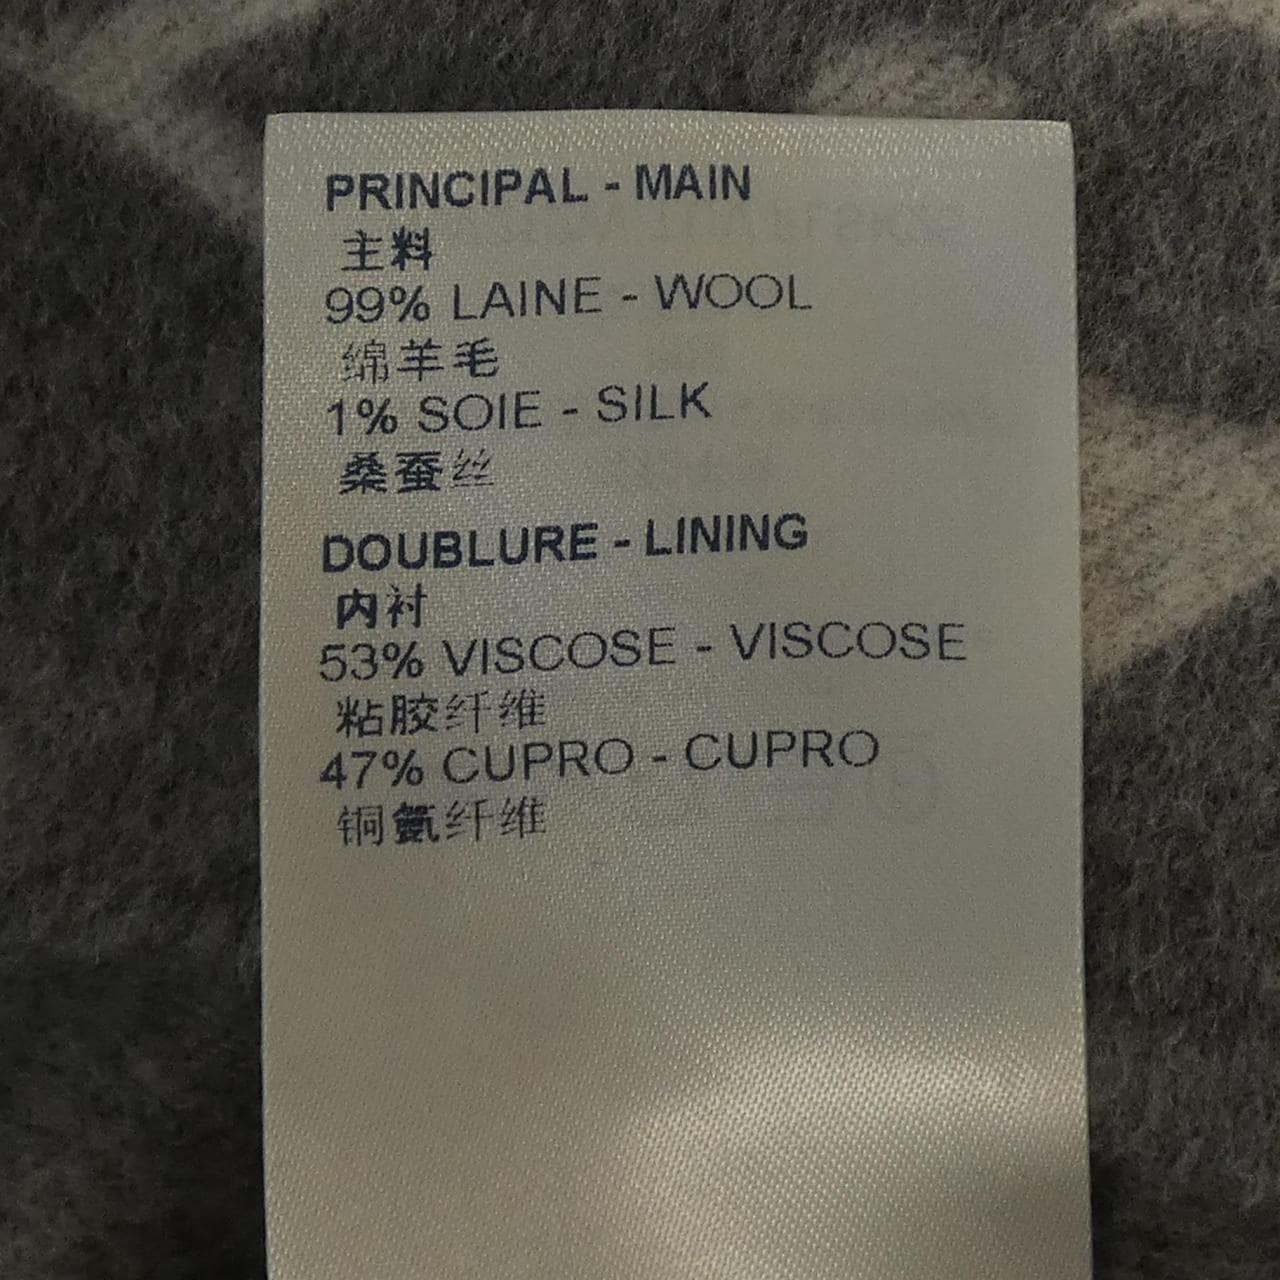 PRINCIPAL - MAIN
主料
99% LAINE - WOOL
绵羊毛
1% SOIE - SILK
桑蚕丝
DOUBLURE - LINING
内衬
53% VISCOSE - VISCOSE
粘胶纤维
47% CUPRO - CUPRO
铜氨纤维